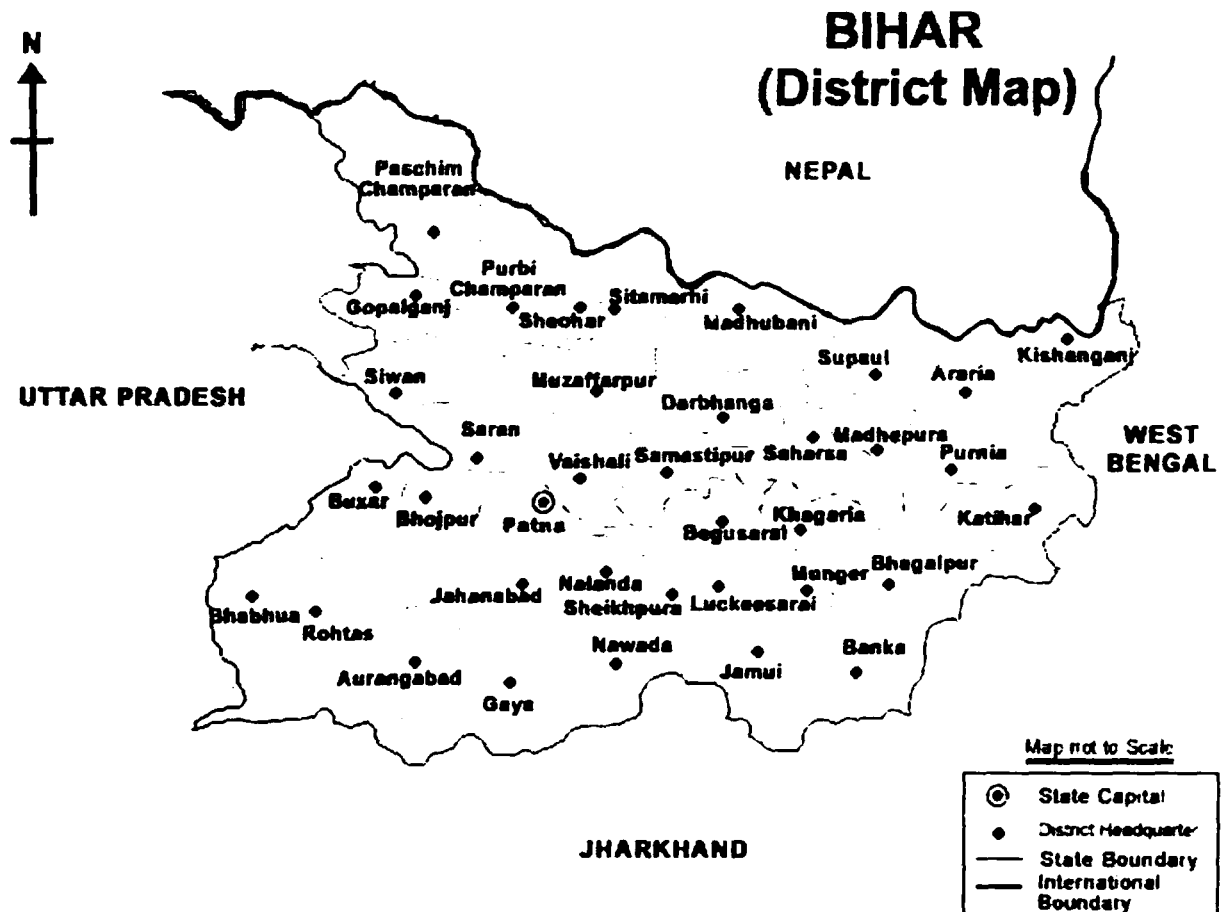 BIHAR
(District Map)
N
NEPAL
Paschim
Champaran
Purbi
Champaran
Gopalganj
Sheohar
Sitamarhi
Madhubani
Kishanganj
Supaul
Araria
Siwan
Muzaffarpur
UTTAR PRADESH
Darbhanga
Saran
Madhepura
WEST
BENGAL
Vaishali
Samastipur
Saharsa
Purnia
Buxar
Bhojpur
Patna
Begusarai
Khagaria
Katihar
Jahanabad
Nalanda
Sheikhpura
Luckeesarai
Munger
Bhagalpur
Bhabhua
Rohtas
Nawada
Banka
Aurangabad
Jamui
Gaya
Map not to Scale
State Capital
District Headquarter
State Boundary
International
Boundary
JHARKHAND